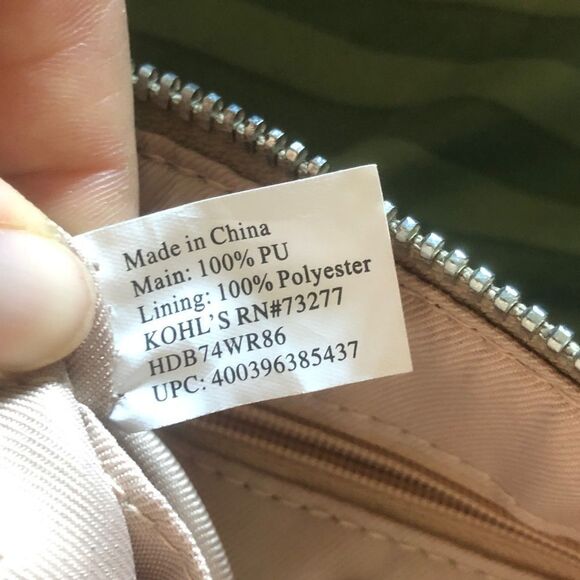 Made in China
Main: 100% PU
Lining: 100% Polyester
KOHL'S RN#73277
HDB74WR86
UPC: 400396385437